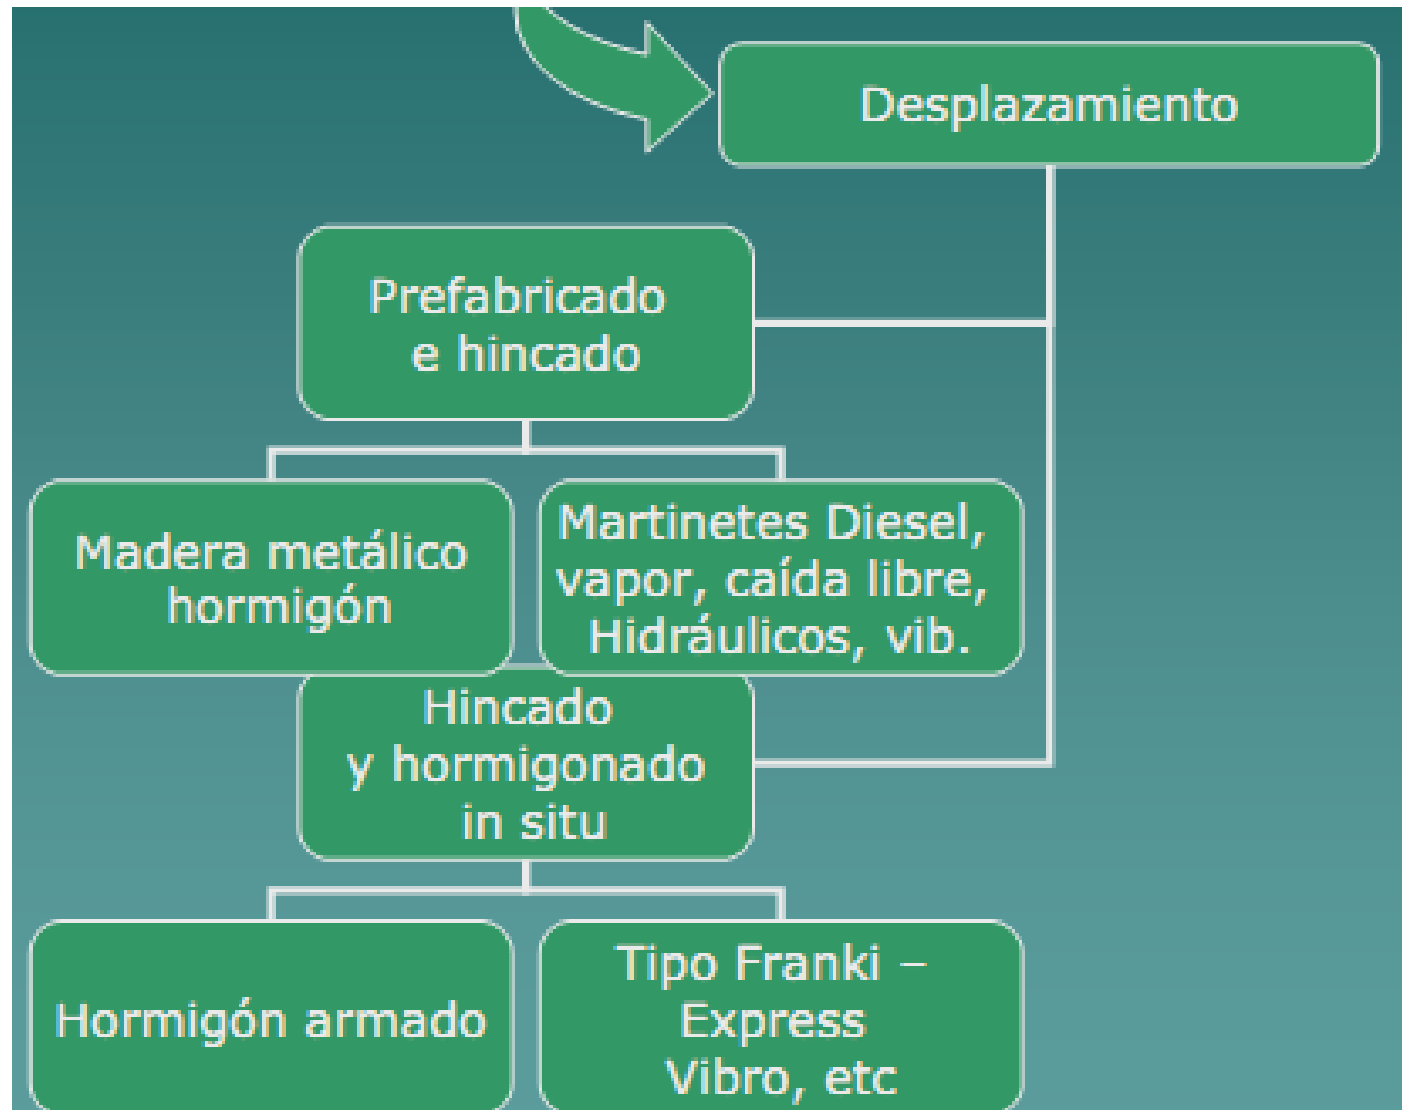 Desplazamiento
Prefabricado
e hincado
Madera metálico
hormigón
Martinetes Diesel,
vapor, caída libre,
Hidráulicos, vib.
Hincado
y hormigonado
in situ
Hormigón armado
Tipo Franki –
Express
Vibro, etc